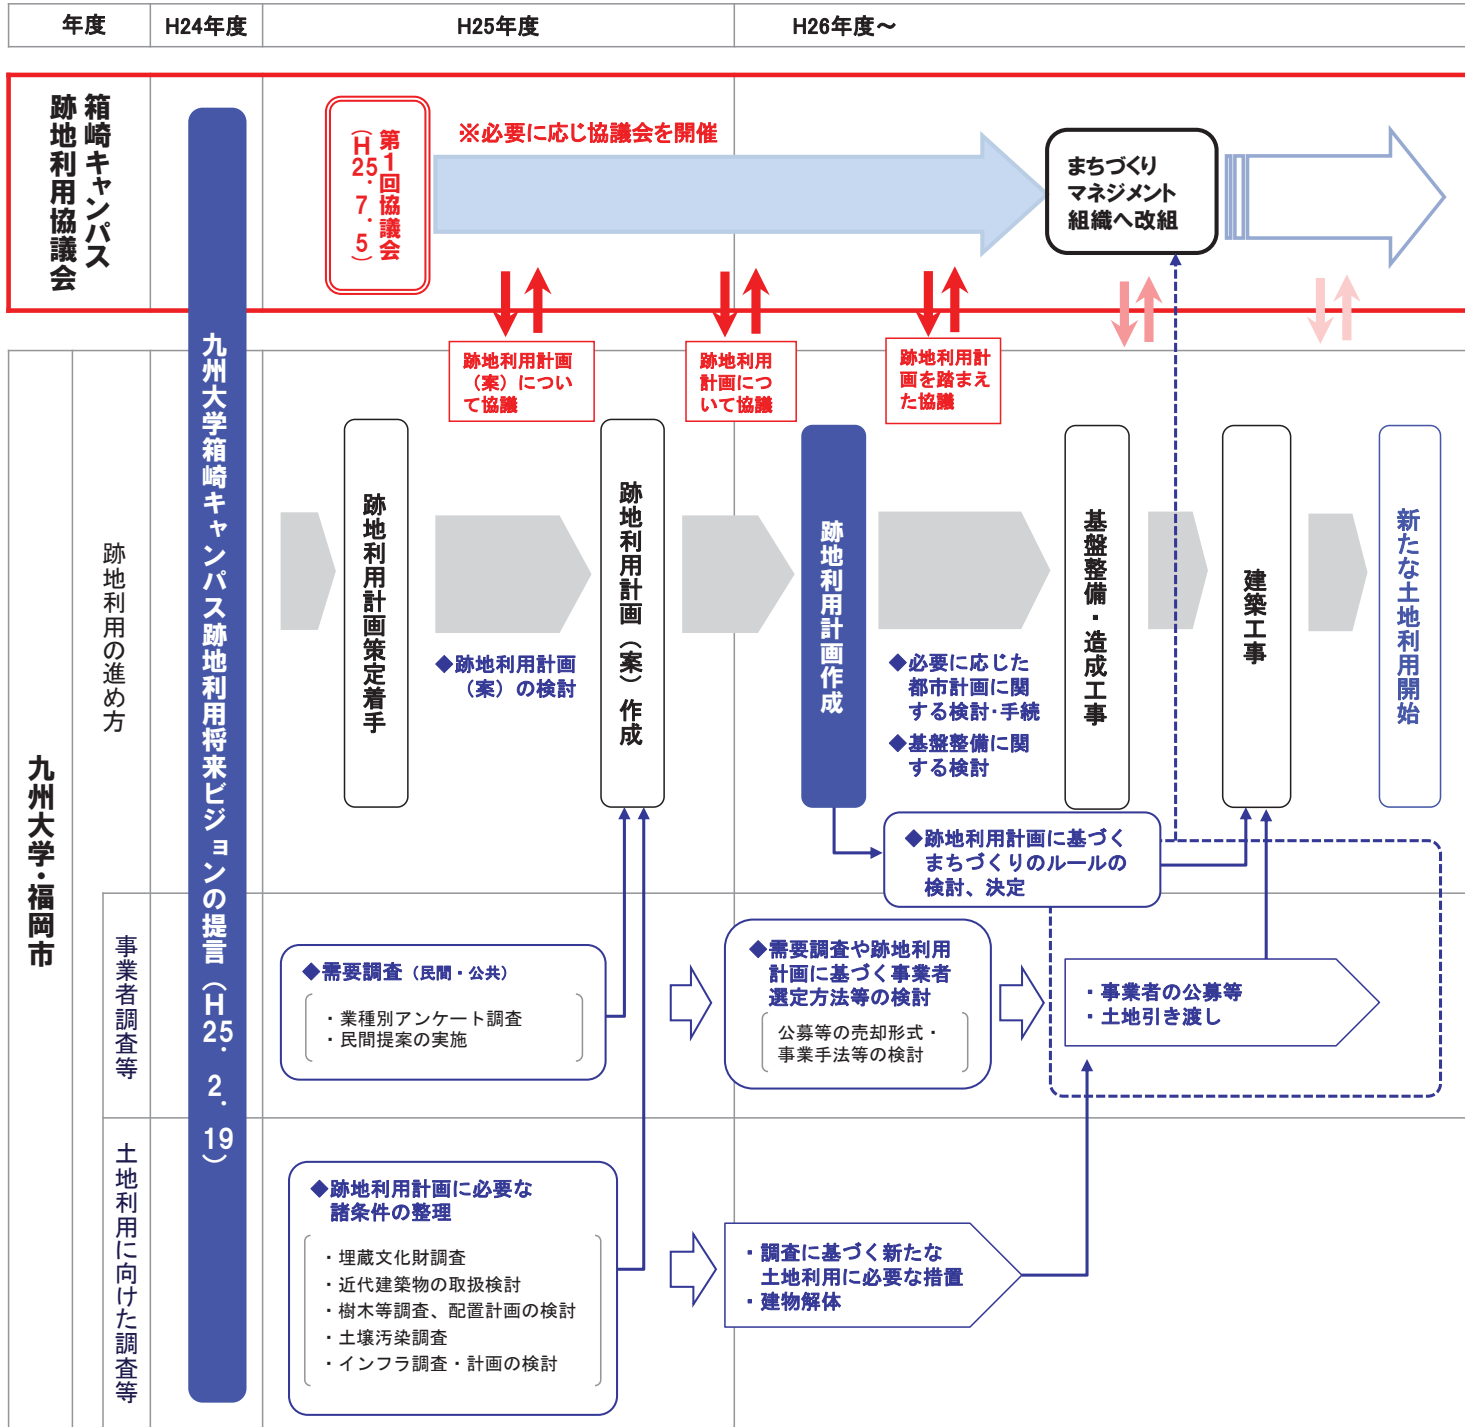 年度
H24年度
H25年度
H26年度～
箱崎キャンパス
跡地利用協議会
第1回協議会
（H25.7.5）
※必要に応じ協議会を開催
まちづくり
マネジメント
組織へ改組
跡地利用計画
（案）につい
て協議
跡地利用
計画につ
いて協議
跡地利用計
画を踏まえ
た協議
九州大学・福岡市
跡地利用の進め方
九州大学箱崎キャンパス跡地利用将来ビジョンの提言（H25.2.19）
跡地利用計画策定着手
◆跡地利用計画
（案）の検討
跡地利用計画（案）作成
跡地利用計画作成
◆必要に応じた
都市計画に関
する検討・手続
◆基盤整備に関
する検討
基盤整備・造成工事
建築工事
新たな土地利用開始
◆跡地利用計画に基づく
まちづくりのルールの
検討、決定
事業者調査等
◆需要調査（民間・公共）
・業種別アンケート調査
・民間提案の実施
◆需要調査や跡地利用
計画に基づく事業者
選定方法等の検討
公募等の売却形式・
事業手法等の検討
・事業者の公募等
・土地引き渡し
土地利用に向けた調査等
◆跡地利用計画に必要な
諸条件の整理
・埋蔵文化財調査
・近代建築物の取扱検討
・樹木等調査、配置計画の検討
・土壌汚染調査
・インフラ調査・計画の検討
・調査に基づく新たな
土地利用に必要な措置
・建物解体